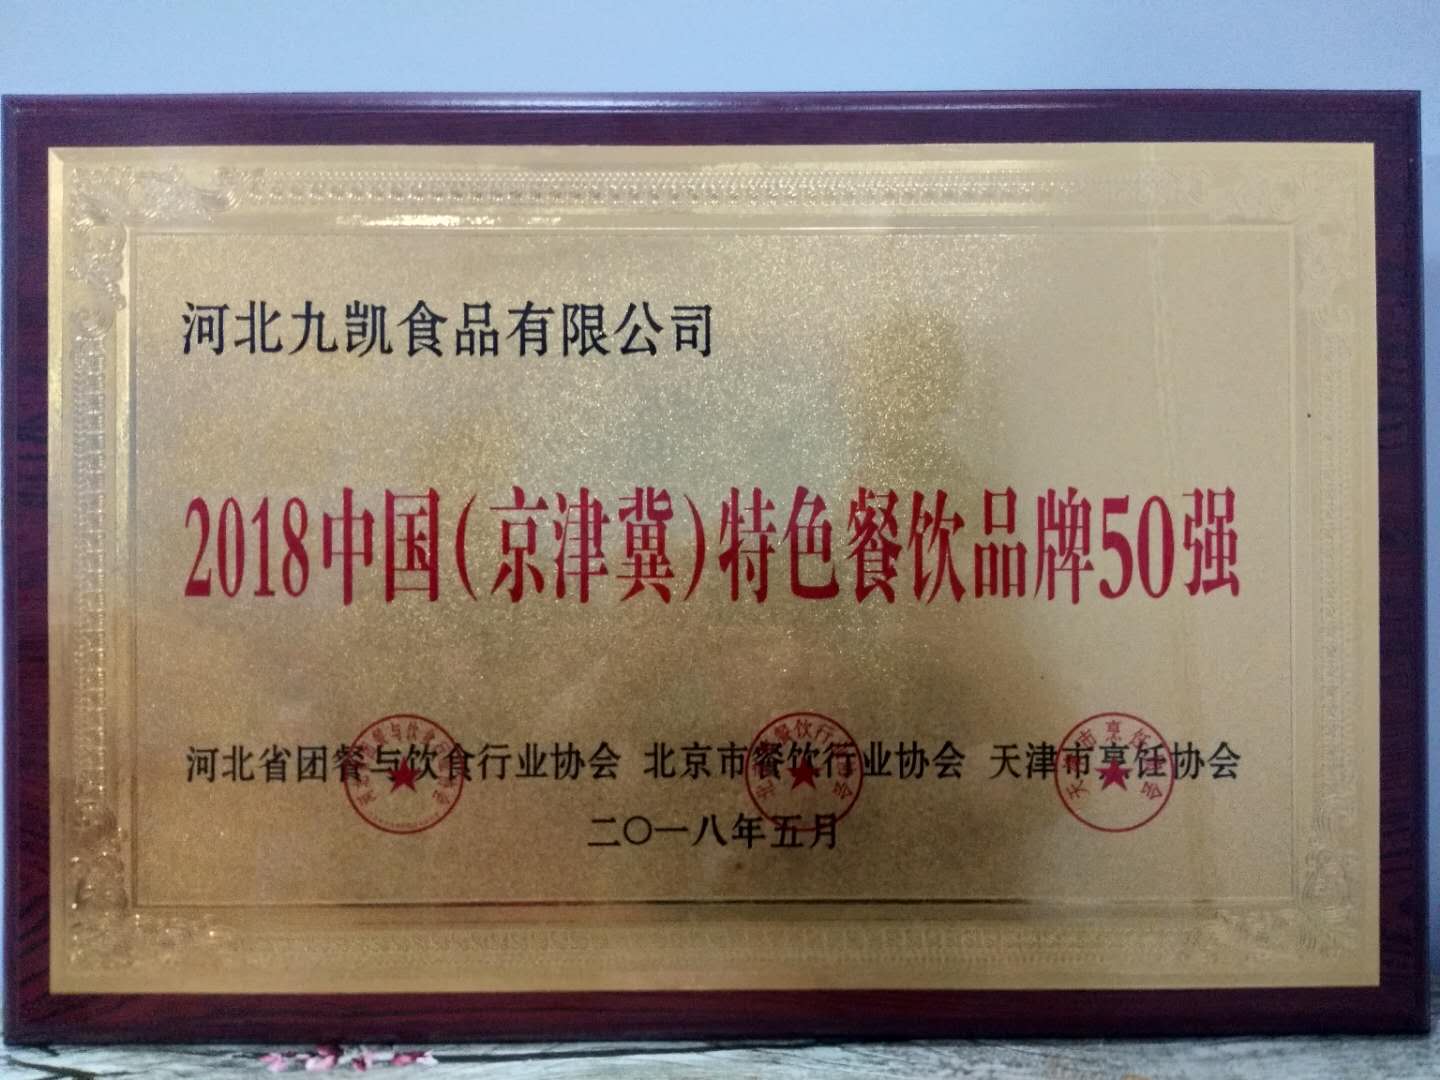 河北九凯食品有限公司
2018中国(京津冀)特色餐饮品牌50强
河北省团餐与饮食行业协会 北京市餐饮行业协会 天津市烹饪协会
二〇一八年五月